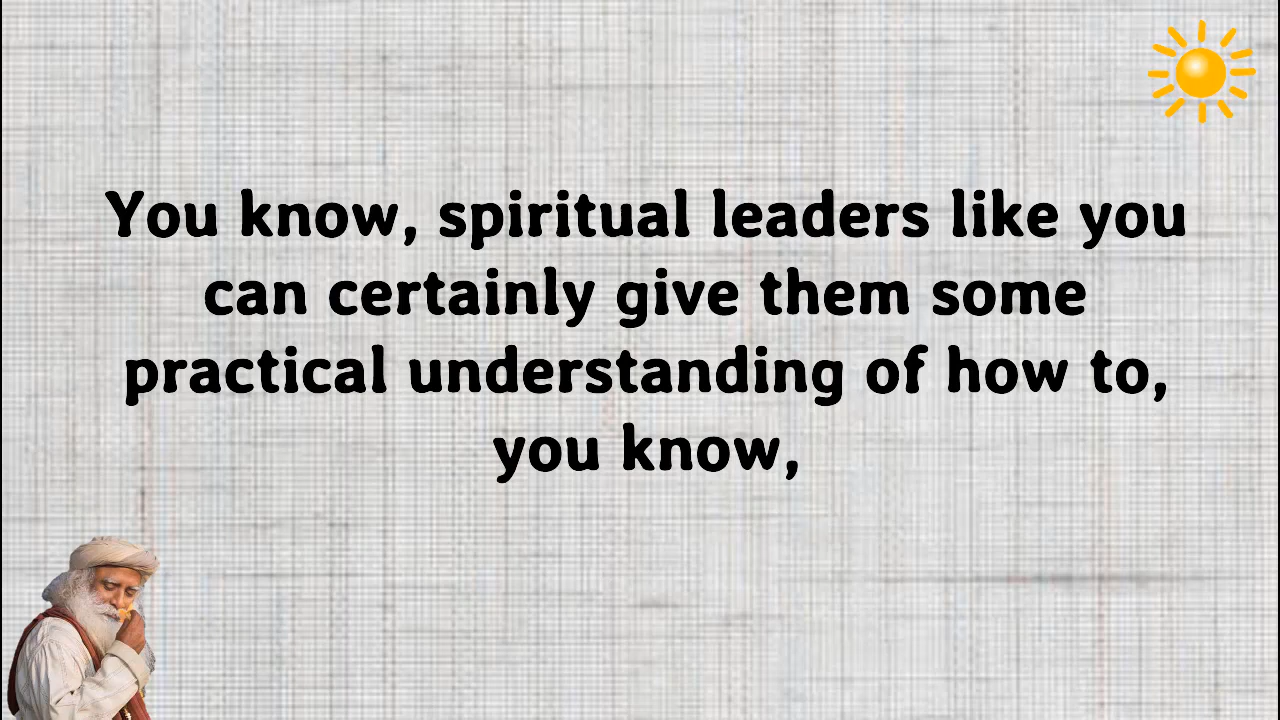 You know, spiritual leaders like you
can certainly give them some
practical understanding of how to,
you know,